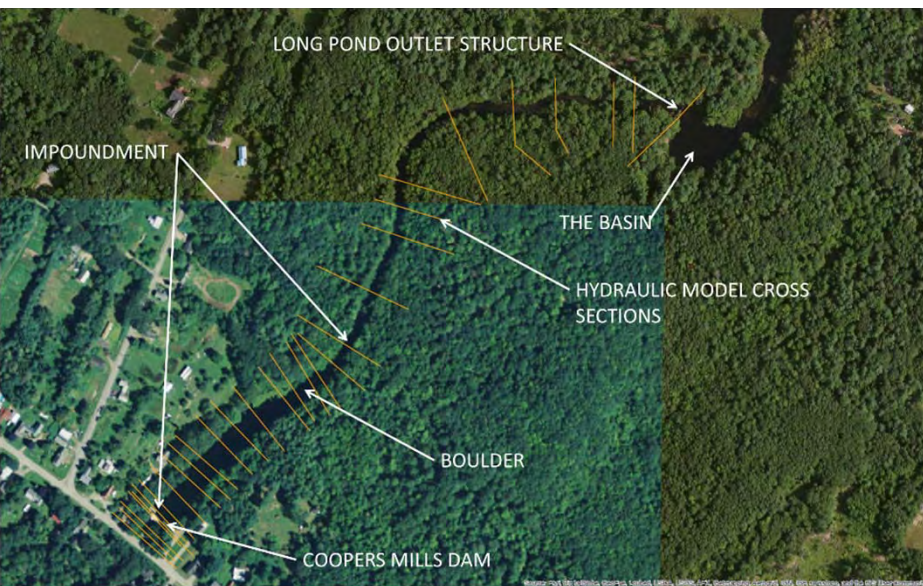 LONG POND OUTLET STRUCTURE
IMPOUNDMENT
THE BASIN
HYDRAULIC MODEL CROSS
SECTIONS
BOULDER
COOPERS MILLS DAM